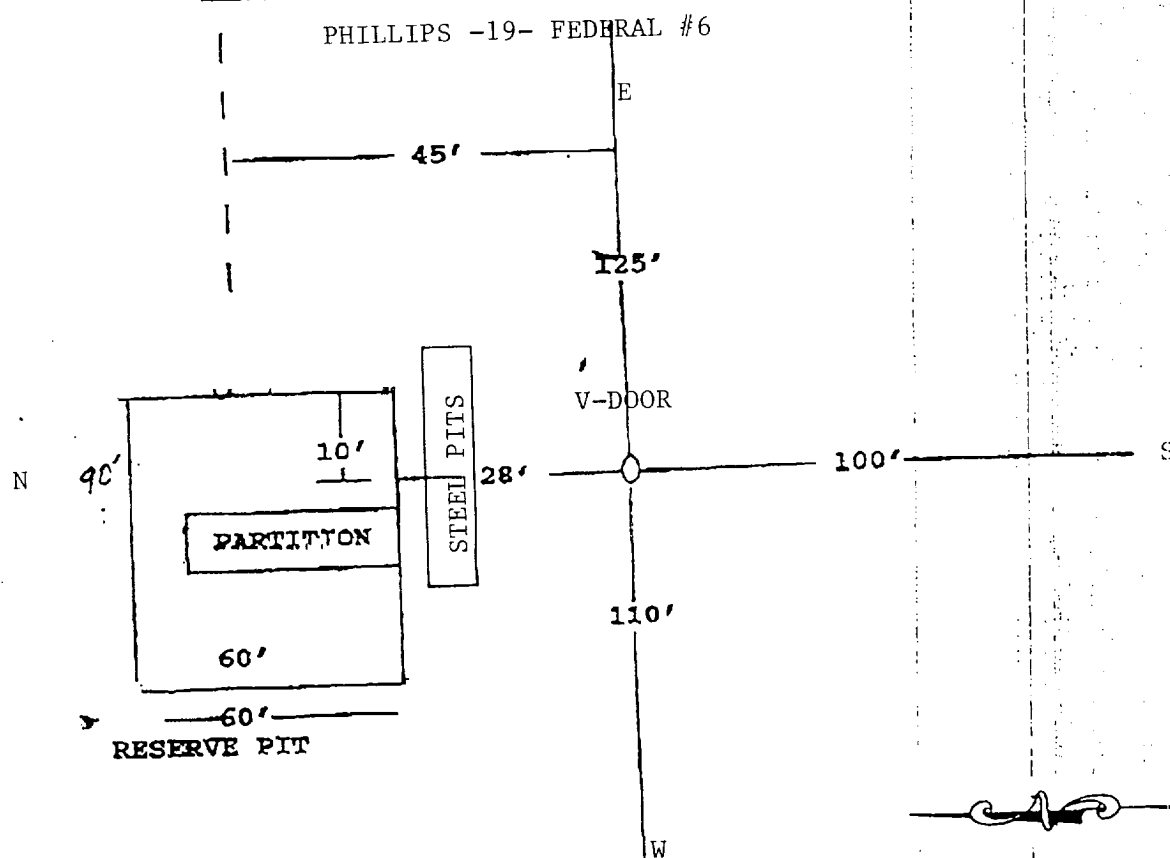 PHILLIPS -19- FEDERAL #6
E
45'
125'
V-DOOR
N
90'
10'
STEEL PITS
28'
100'
S
PARTITION
110'
60'
60'
RESERVE PIT
W